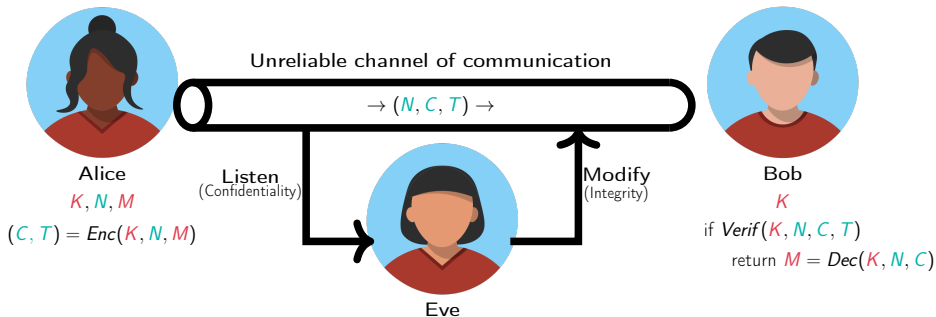 Unreliable channel of communication
→ (N, C, T) →
Alice
K, N, M
(C, T) = Enc(K, N, M)
Listen
(Confidentiality)
Eve
Modify
(Integrity)
Bob
K
if Verif(K, N, C, T)
return M = Dec(K, N, C)